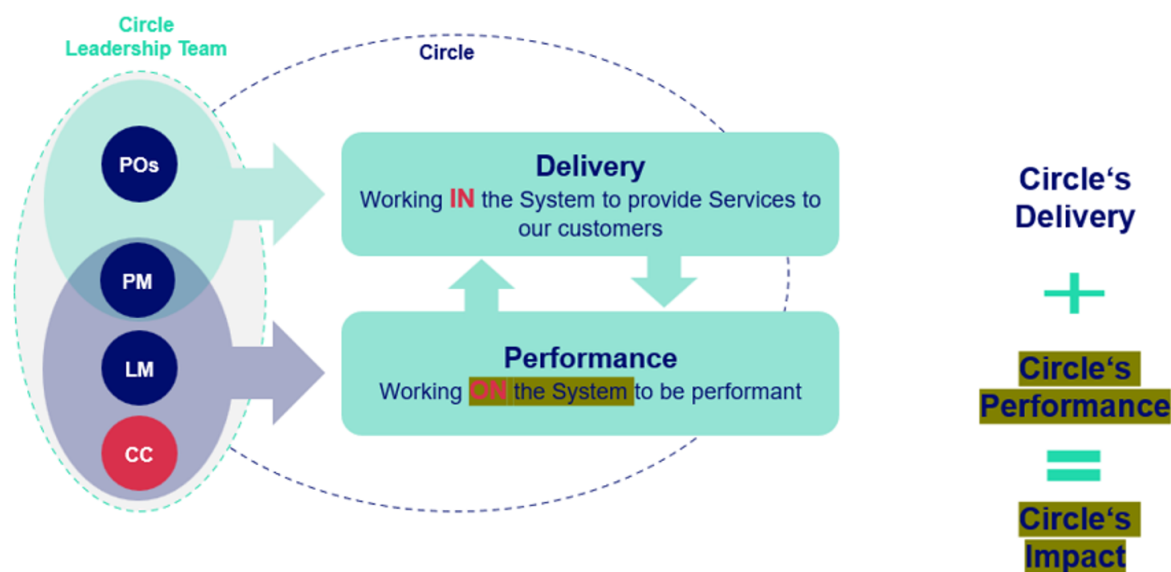 Circle
Leadership Team
Circle
POs
PM
LM
CC
Delivery
Working IN the System to provide Services to
our customers
Performance
Working ON the System to be performant
Circle‘s
Delivery
+
Circle‘s
Performance
=
Circle‘s
Impact